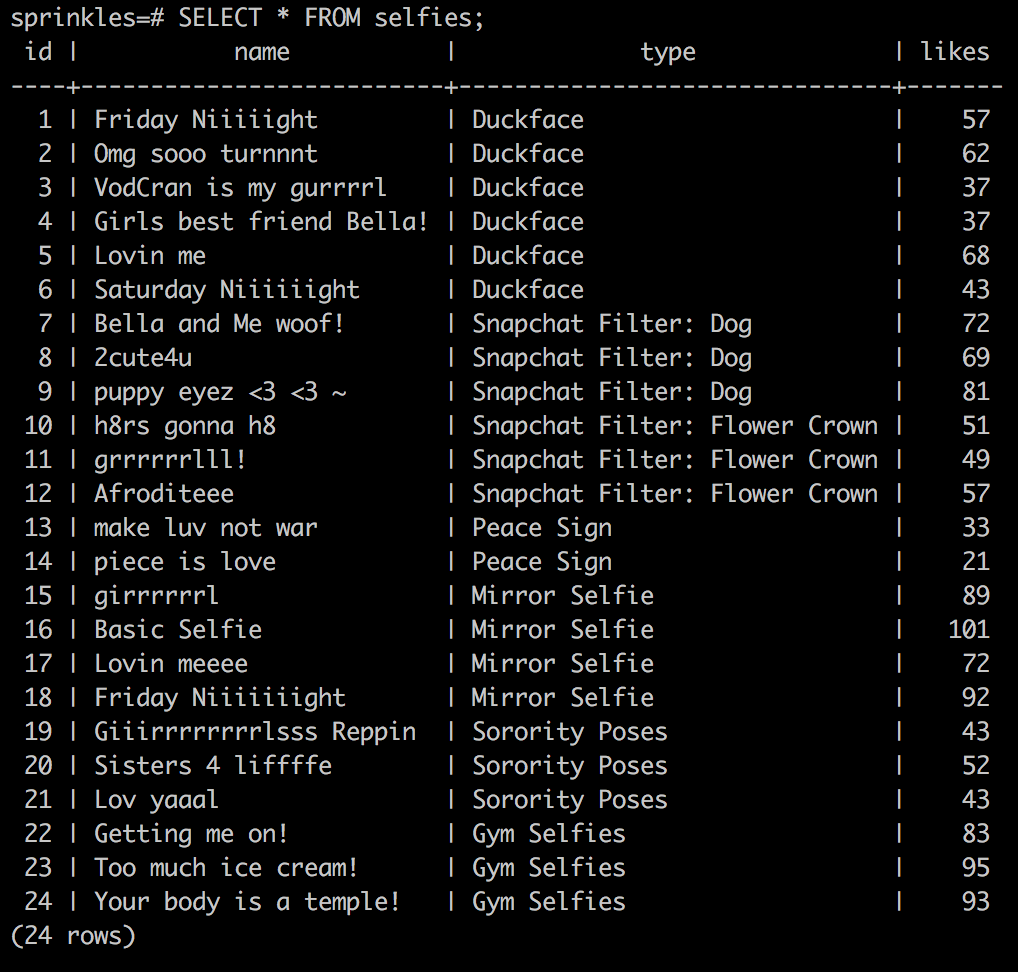 sprinkles=# SELECT * FROM selfies;
 id |           name           |             type              | likes
----+--------------------------+-------------------------------+-------
  1 | Friday Niiiiight         | Duckface                      |    57
  2 | Omg sooo turnnnt         | Duckface                      |    62
  3 | VodCran is my gurrrrl    | Duckface                      |    37
  4 | Girls best friend Bella! | Duckface                      |    37
  5 | Lovin me                 | Duckface                      |    68
  6 | Saturday Niiiiiight      | Duckface                      |    43
  7 | Bella and Me woof!       | Snapchat Filter: Dog          |    72
  8 | 2cute4u                  | Snapchat Filter: Dog          |    69
  9 | puppy eyez <3 <3 ~       | Snapchat Filter: Dog          |    81
 10 | h8rs gonna h8            | Snapchat Filter: Flower Crown |    51
 11 | grrrrrrlll!              | Snapchat Filter: Flower Crown |    49
 12 | Afroditeee               | Snapchat Filter: Flower Crown |    57
 13 | make luv not war         | Peace Sign                    |    33
 14 | piece is love            | Peace Sign                    |    21
 15 | girrrrrrl                | Mirror Selfie                 |    89
 16 | Basic Selfie             | Mirror Selfie                 |   101
 17 | Lovin meeee              | Mirror Selfie                 |    72
 18 | Friday Niiiiiiight       | Mirror Selfie                 |    92
 19 | Giiirrrrrrrrlsss Reppin  | Sorority Poses                |    43
 20 | Sisters 4 liffffe        | Sorority Poses                |    52
 21 | Lov yaaal                | Sorority Poses                |    43
 22 | Getting me on!           | Gym Selfies                   |    83
 23 | Too much ice cream!      | Gym Selfies                   |    95
 24 | Your body is a temple!   | Gym Selfies                   |    93
(24 rows)